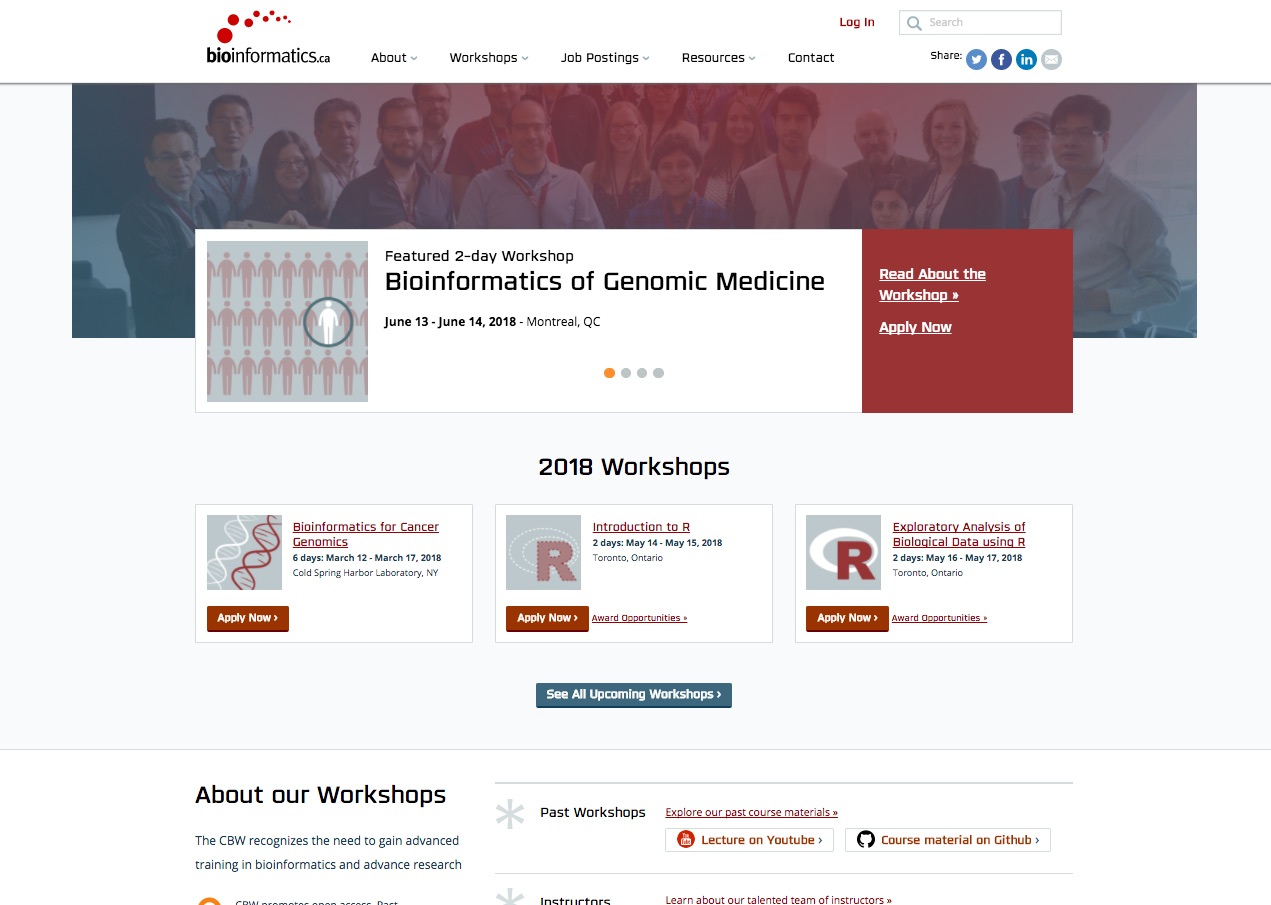 Log In
Search
bioinformatics.ca
About
Workshops
Job Postings
Resources
Contact
Share:
Featured 2-day Workshop
Bioinformatics of Genomic Medicine
June 13 - June 14, 2018 - Montreal, QC
Read About the
Workshop »
Apply Now
2018 Workshops
Bioinformatics for Cancer
Genomics
6 days: March 12 - March 17, 2018
Cold Spring Harbor Laboratory, NY
Apply Now ›
R
Introduction to R
2 days: May 14 - May 15, 2018
Toronto, Ontario
Apply Now ›
Award Opportunities »
R
Exploratory Analysis of
Biological Data using R
2 days: May 16 - May 17, 2018
Toronto, Ontario
Apply Now ›
Award Opportunities »
See All Upcoming Workshops ›
About our Workshops
The CBW recognizes the need to gain advanced
training in bioinformatics and advance research
CBW promotes open access. Past
Past Workshops
Explore our past course materials »
Lecture on Youtube ›
Course material on Github ›
Instructors
Learn about our talented team of instructors »